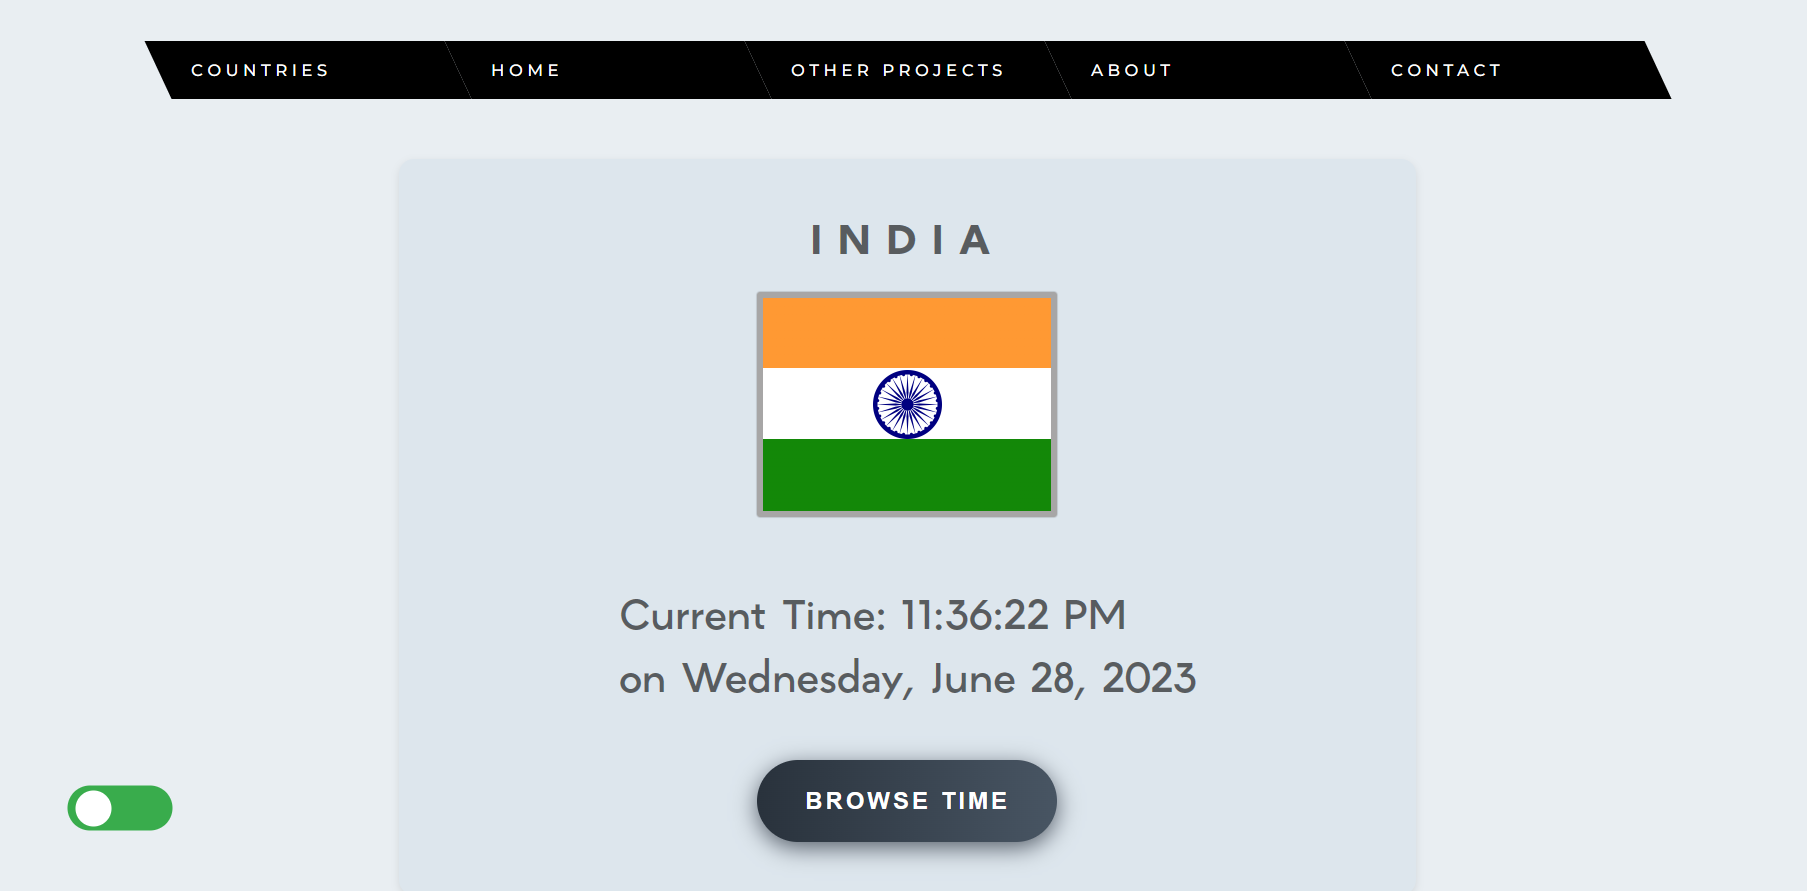 COUNTRIES
HOME
OTHER PROJECTS
ABOUT
CONTACT
INDIA
Current Time: 11:36:22 PM
on Wednesday, June 28, 2023
BROWSE TIME